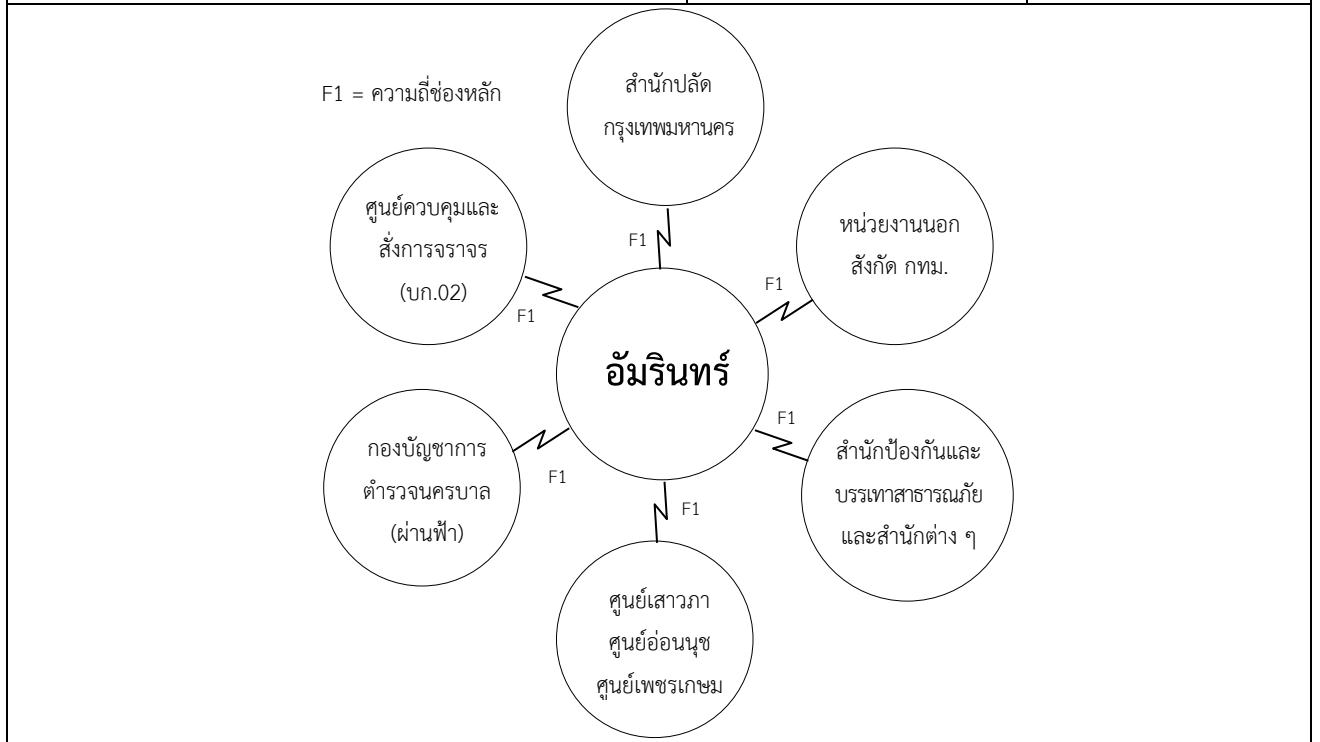 F1 = ความถี่ช่องหลัก
สำนักปลัด
กรุงเทพมหานคร
ศูนย์ควบคุมและ
สั่งการจราจร
(บก.02)
F1
F1
หน่วยงานนอก
สังกัด กทม.
F1
อัมรินทร์
กองบัญชาการ
ตำรวจนครบาล
(ผ่านฟ้า)
F1
F1
สำนักป้องกันและ
บรรเทาสาธารณภัย
และสำนักต่าง ๆ
F1
ศูนย์เสาวภา
ศูนย์อ่อนนุช
ศูนย์เพชรเกษม